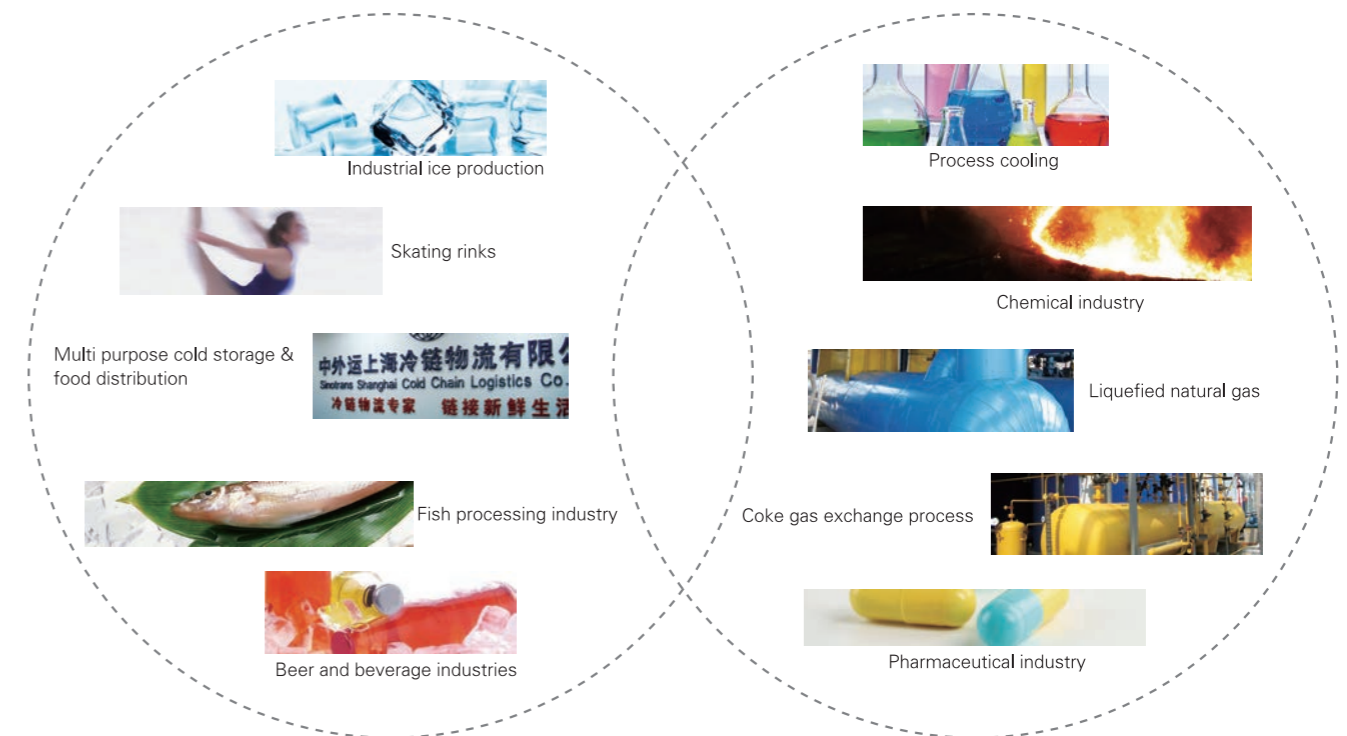 Industrial ice production
Skating rinks
Multi purpose cold storage &
food distribution
中外运上海冷链物流有限
Sinotrans Shanghai Cold Chain Logistics Co.
冷链物流专家 链接新鲜生活
Fish processing industry
Beer and beverage industries
Process cooling
Chemical industry
Liquefied natural gas
Coke gas exchange process
Pharmaceutical industry